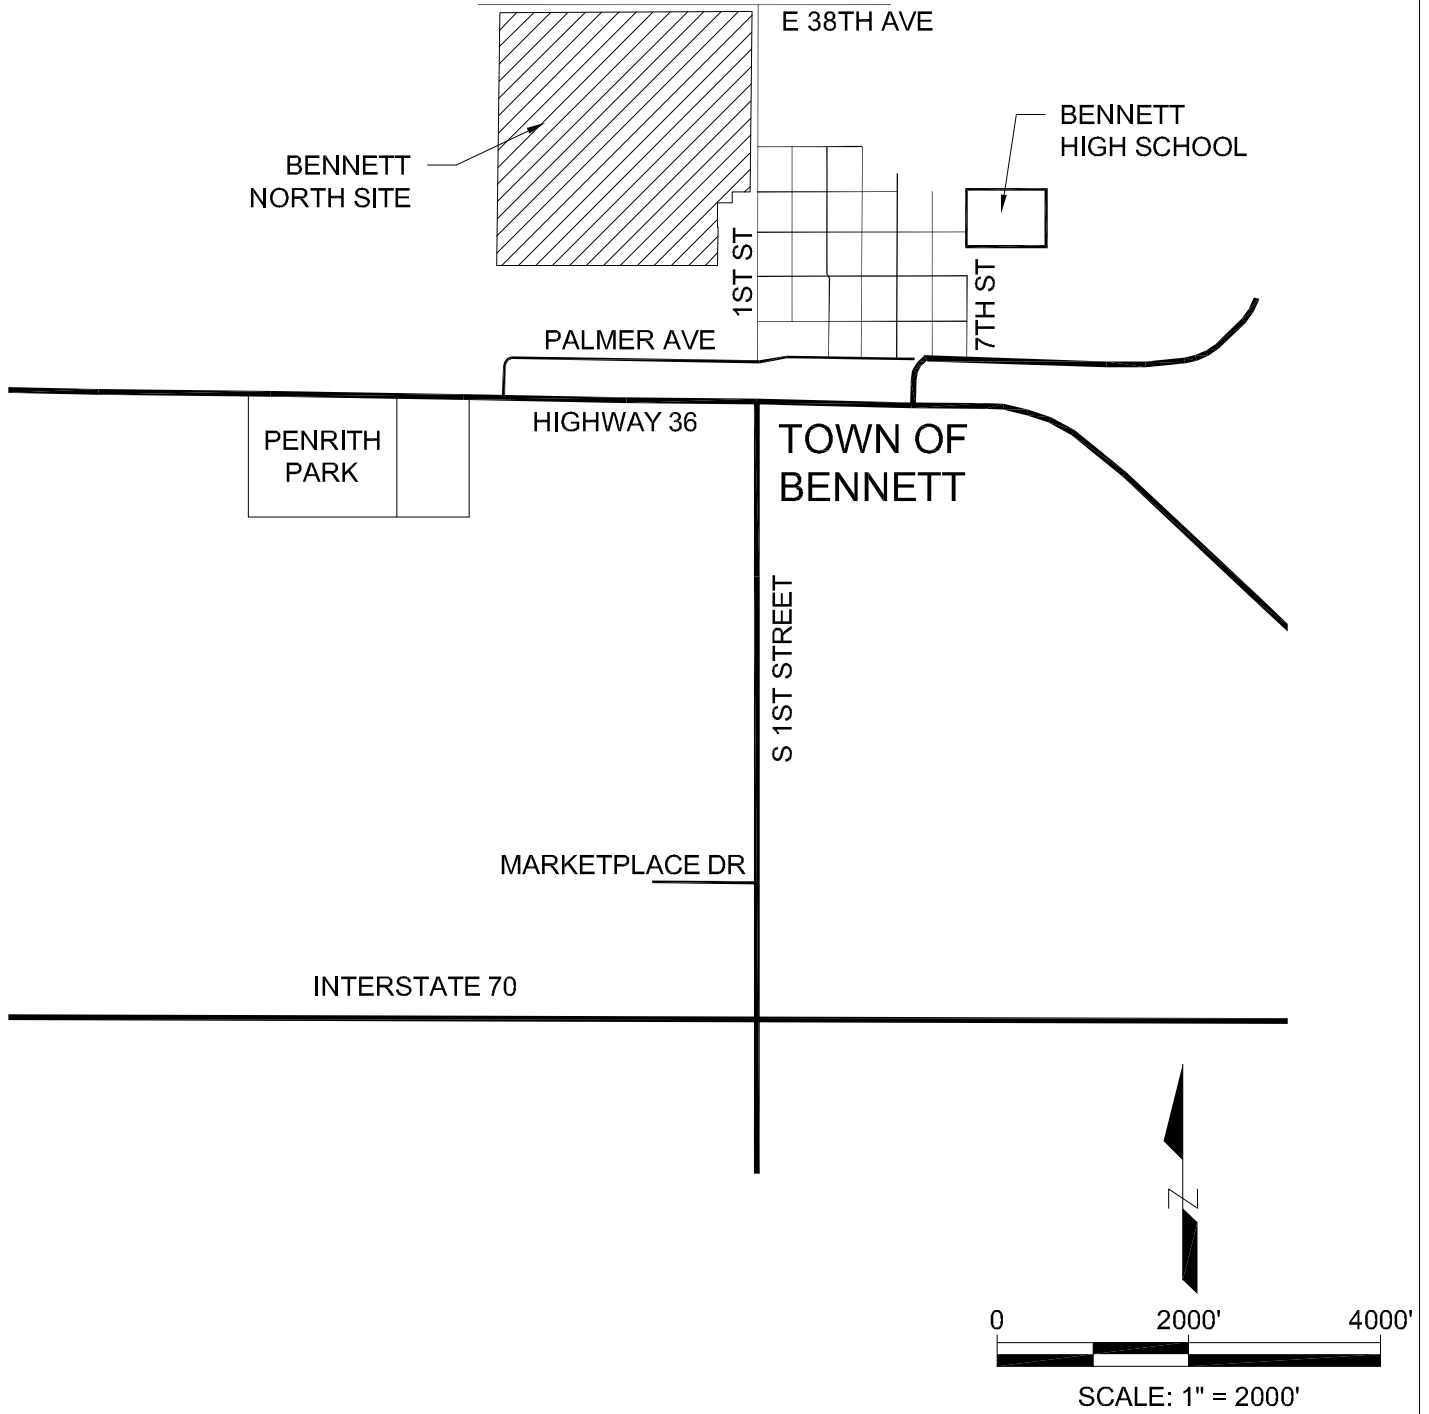 E 38TH AVE
BENNETT
HIGH SCHOOL
BENNETT
NORTH SITE
1ST ST
7TH ST
PALMER AVE
HIGHWAY 36
PENRITH
PARK
TOWN OF
BENNETT
S 1ST STREET
MARKETPLACE DR
INTERSTATE 70
N
0 2000' 4000'
SCALE: 1" = 2000'